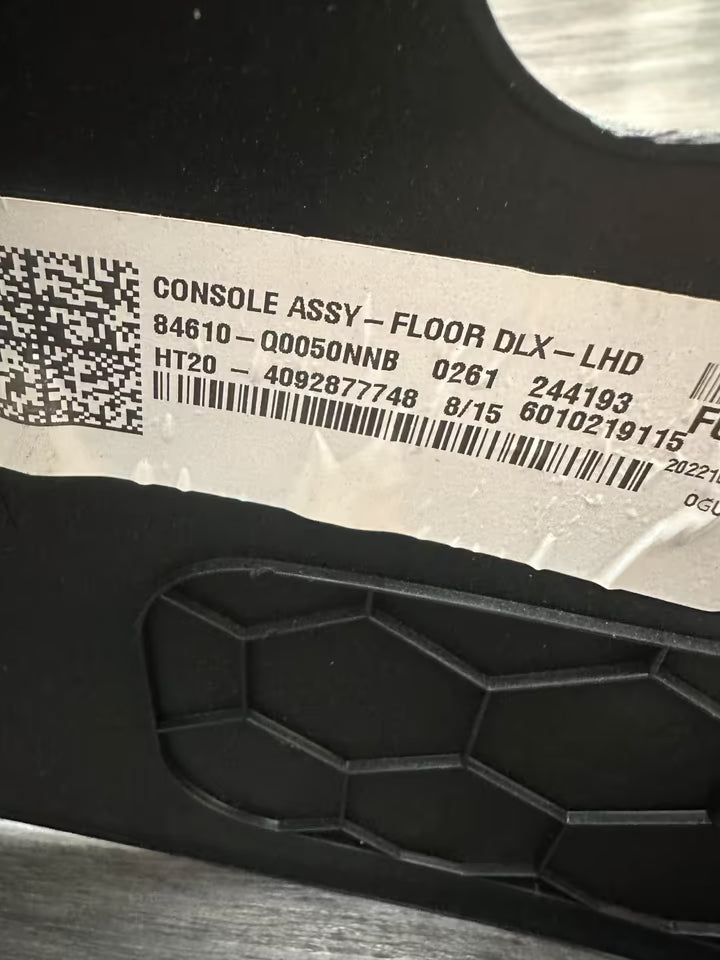 CONSOLE ASSY-FLOOR DLX-LHD
84610-Q0050NNB 0261 244193
HT20 - 4092877748 8/15 6010219115